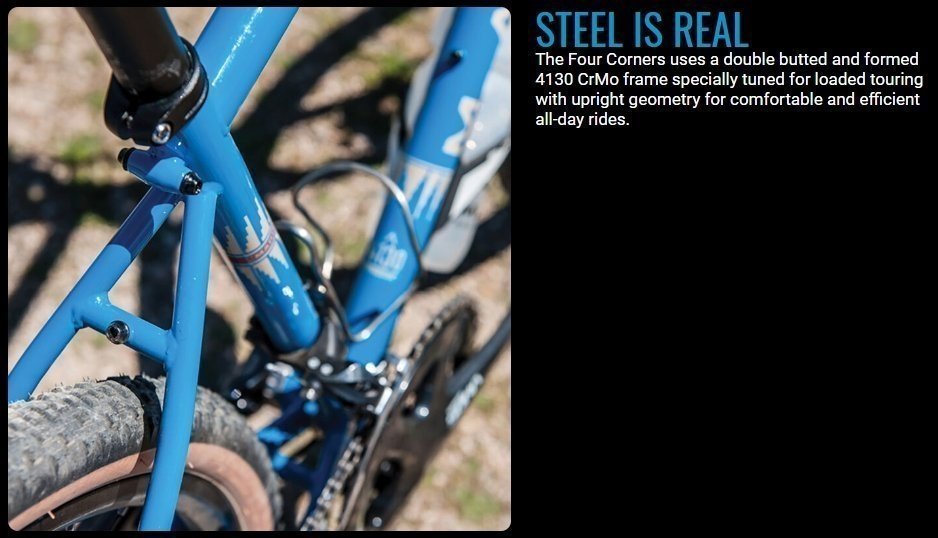 STEEL IS REAL
The Four Corners uses a double butted and formed
4130 CrMo frame specially tuned for loaded touring
with upright geometry for comfortable and efficient
all-day rides.